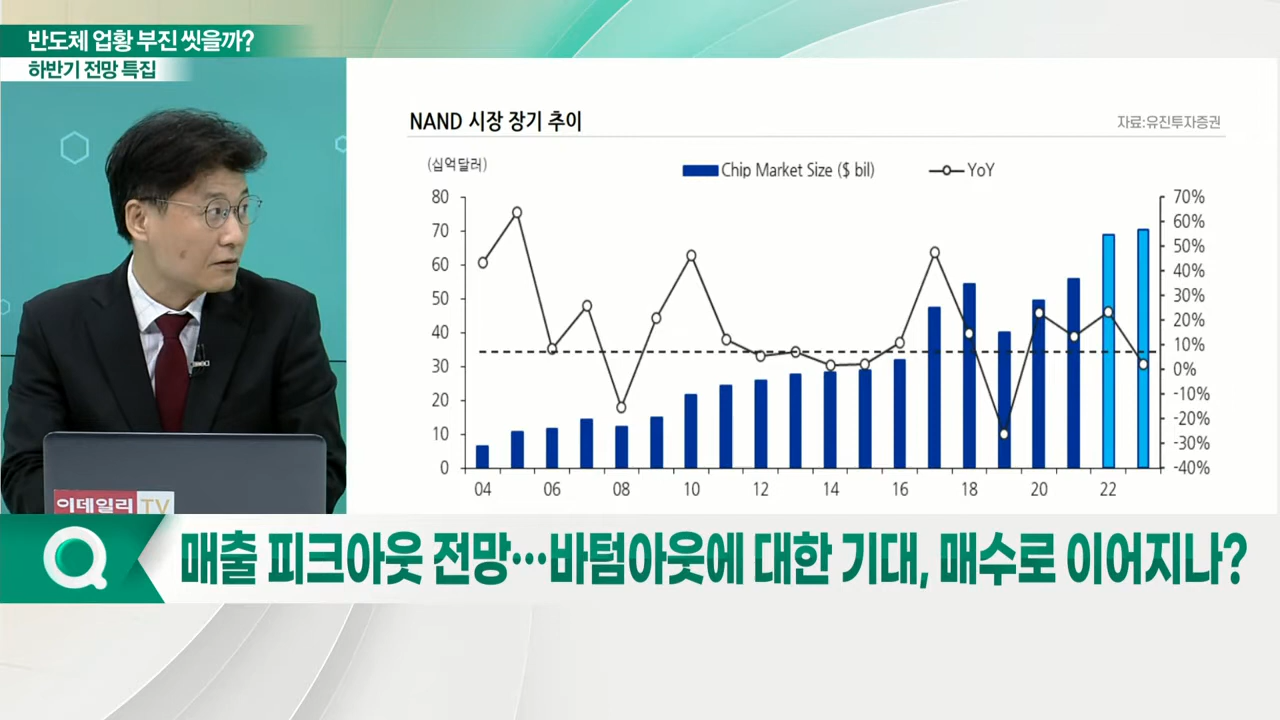 반도체 업황 부진 씻을까?
하반기 전망 특집
NAND 시장 장기 추이
자료:유진투자증권
(십억달러)
Chip Market Size ($ bil)
YoY
80
70
60
50
40
30
20
10
0
70%
60%
50%
40%
30%
20%
10%
0%
-10%
-20%
-30%
-40%
04 06 08 10 12 14 16 18 20 22
이데일리 TV
Q
매출 피크아웃 전망…바텀아웃에 대한 기대, 매수로 이어지나?